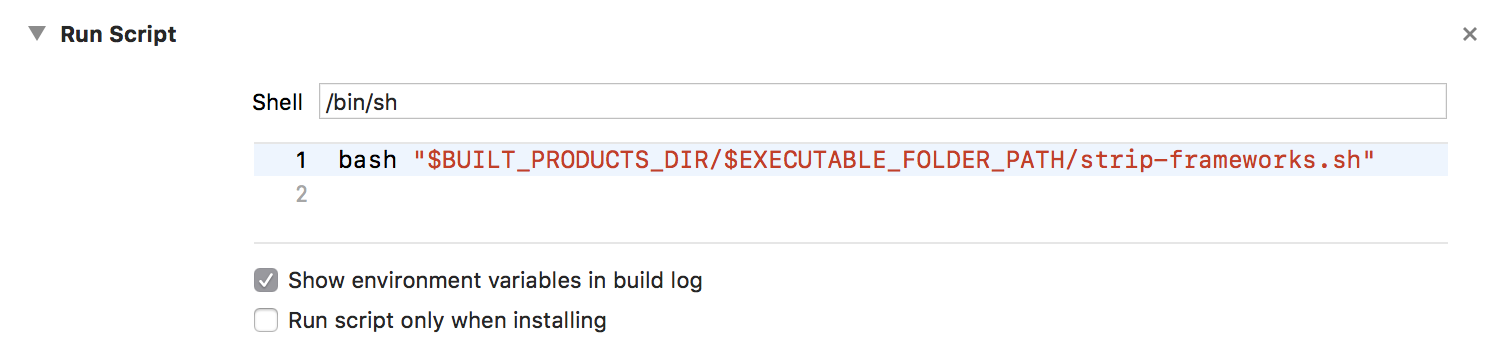 Run Script
Shell /bin/sh
1 bash "$BUILT_PRODUCTS_DIR/$EXECUTABLE_FOLDER_PATH/strip-frameworks.sh"
2
Show environment variables in build log
Run script only when installing